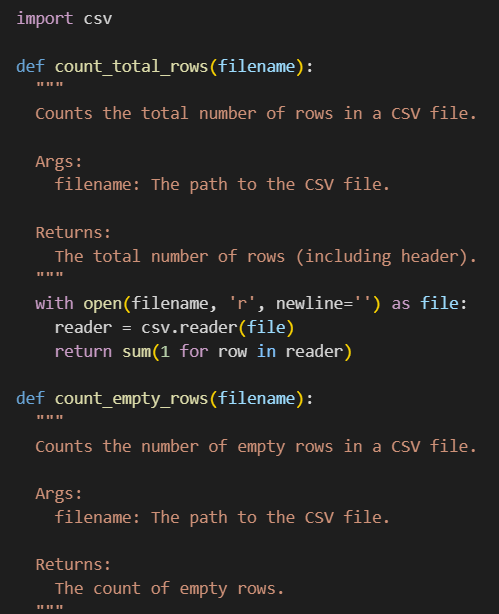 import csv

def count_total_rows(filename):
  """
  Counts the total number of rows in a CSV file.

  Args:
    filename: The path to the CSV file.

  Returns:
    The total number of rows (including header).
  """
  with open(filename, 'r', newline='') as file:
    reader = csv.reader(file)
    return sum(1 for row in reader)

def count_empty_rows(filename):
  """
  Counts the number of empty rows in a CSV file.

  Args:
    filename: The path to the CSV file.

  Returns:
    The count of empty rows.
  """